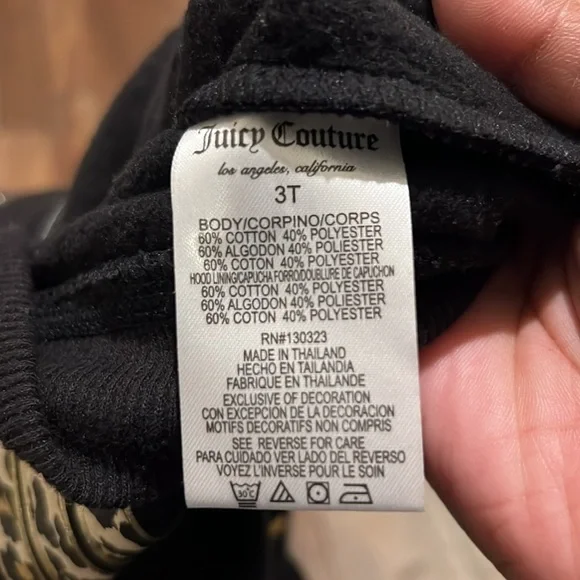 Juicy Couture
los angeles, california
3T
BODY/CORPINO/CORPS
60% COTTON 40% POLYESTER
60% ALGODON 40% POLIESTER
60% COTON 40% POLYESTER
HOOD LINING/CAPUCHA FORRO/DOUBLURE DE CAPUCHON
60% COTTON 40% POLYESTER
60% ALGODON 40% POLIESTER
60% COTON 40% POLYESTER
RN#130323
MADE IN THAILAND
HECHO EN TAILANDIA
FABRIQUE EN THAILANDE
EXCLUSIVE OF DECORATION
CON EXCEPCION DE LA DECORACION
MOTIFS DECORATIFS NON COMPRIS
SEE REVERSE FOR CARE
PARA CUIDADO VER LADO DEL REVERSO
VOYEZ L'INVERSE POUR LE SOIN
30°C